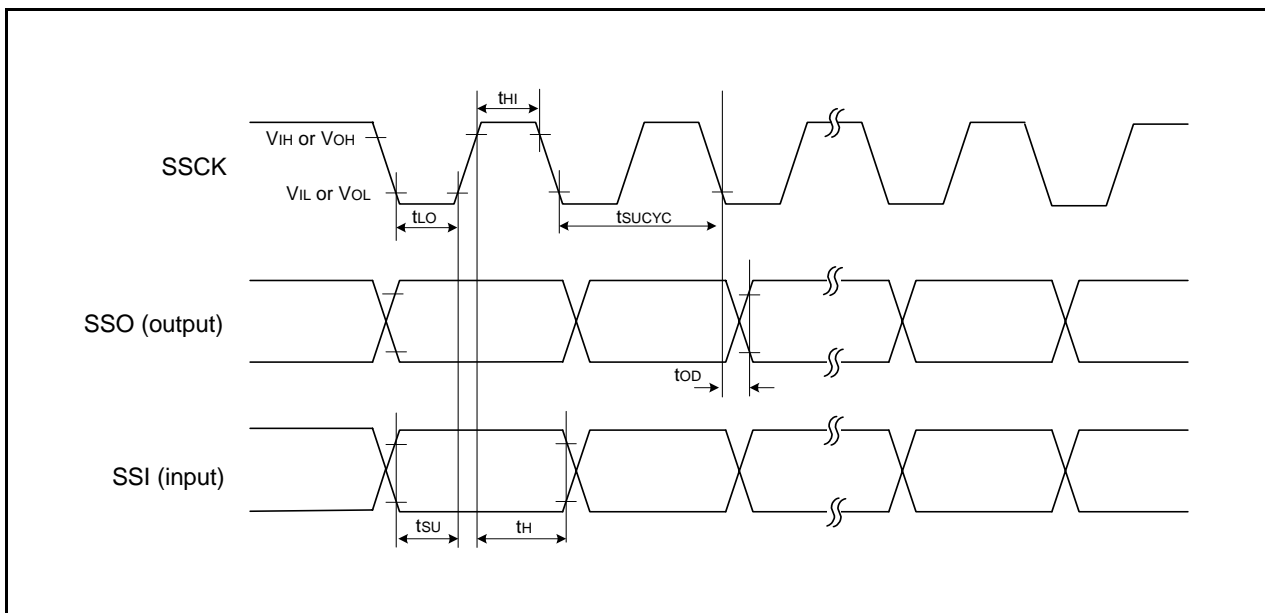 tHI
VIH or VOH
SSCK
VIL or VOL
tLO
tSUCYC
SSO (output)
tOD
SSI (input)
tSU
tH